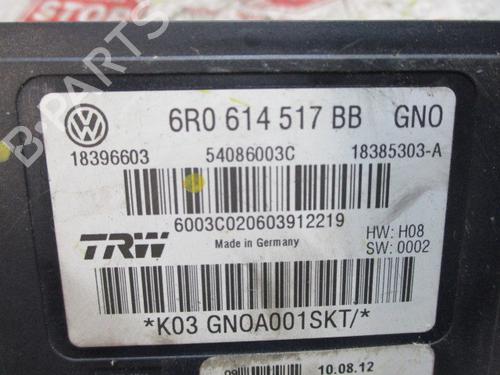 STOP
6R0 614 517 BB GNO
18396603 54086003C 18385303-A
6003C020603912219
TRW
Made in Germany
HW: H08
SW: 0002
*K03 GNOA001SKT/*
10.08.12
B-PARTS